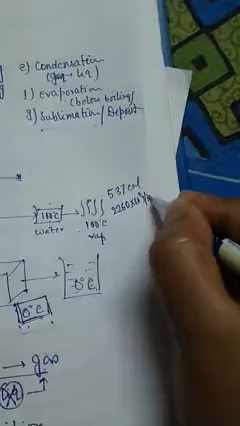 e) Condensation
(gas → liq.
f) evaporation
(below boiling/
g) Sublimation / Deposit
537 cal
100°C
2260×10³
water
100°C
vap
0°C
0°C
→ gas